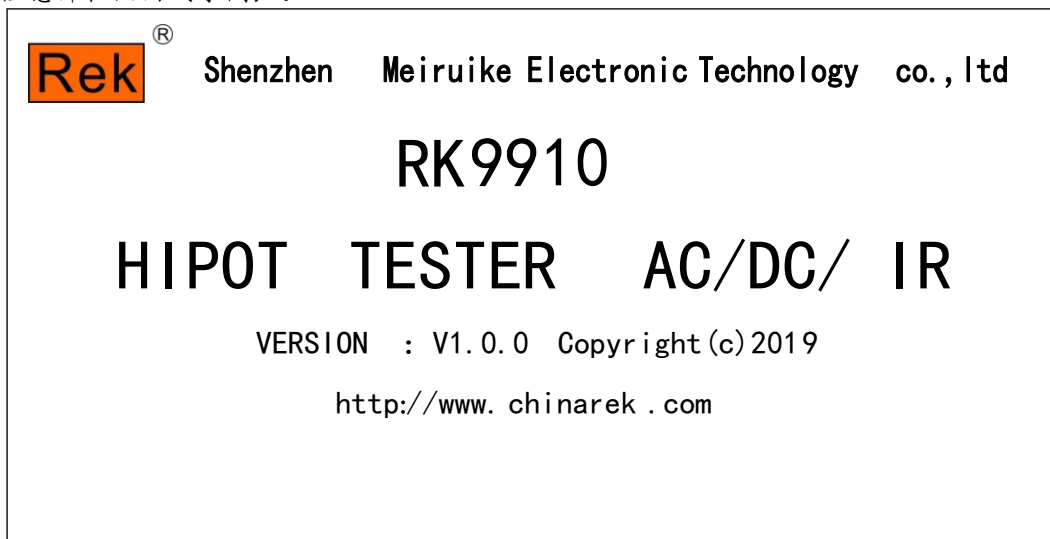 Rek ® Shenzhen Meiruike Electronic Technology co.,ltd
RK9910
HIPOT TESTER AC/DC/ IR
VERSION : V1.0.0 Copyright(c)2019
http://www.chinarek.com